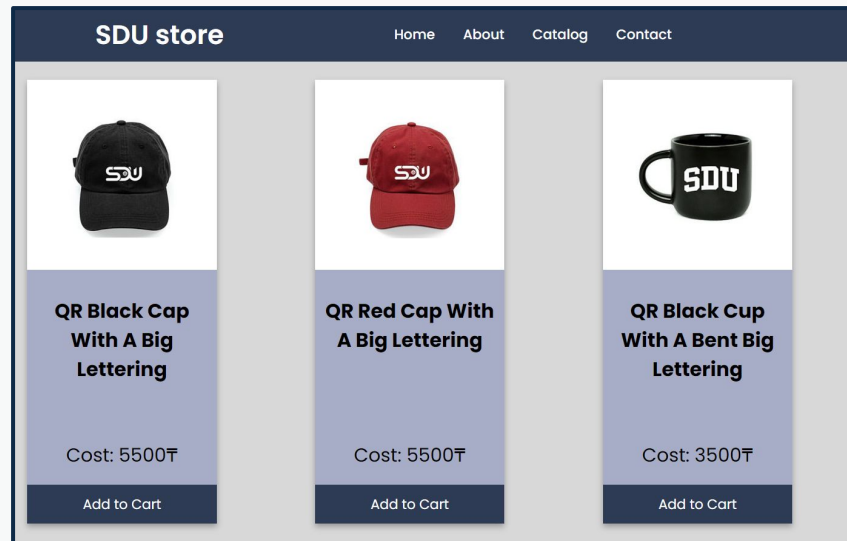 SDU store
Home About Catalog Contact
SDU
SDU
SDU
QR Black Cap
With A Big
Lettering
QR Red Cap With
A Big Lettering
QR Black Cup
With A Bent Big
Lettering
Cost: 5500₸
Cost: 5500₸
Cost: 3500₸
Add to Cart
Add to Cart
Add to Cart